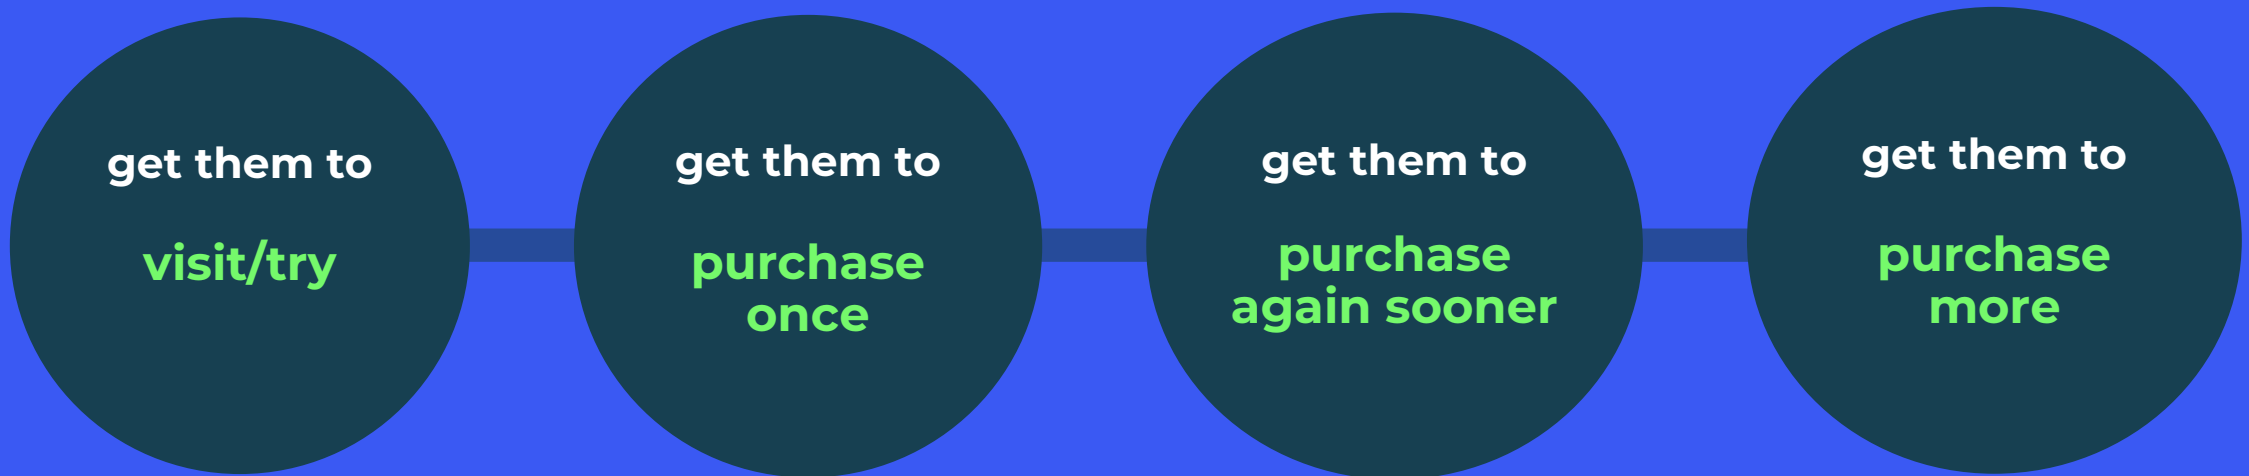 get them to
visit/try
get them to
purchase
once
get them to
purchase
again sooner
get them to
purchase
more